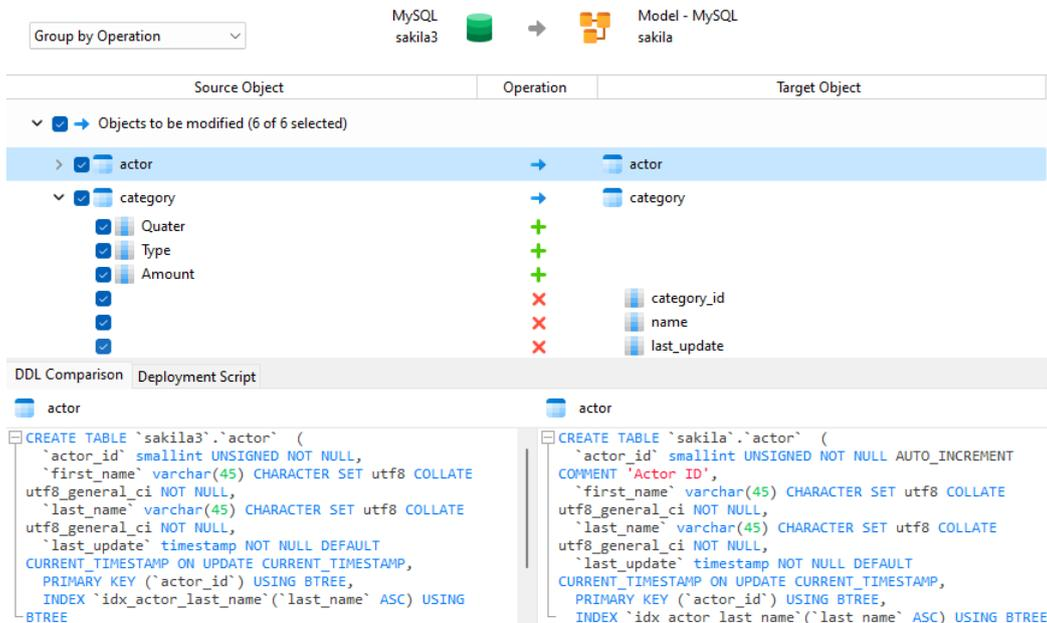 Group by Operation
MySQL
sakila3
Model - MySQL
sakila
Source Object Operation Target Object
Objects to be modified (6 of 6 selected)
actor actor
category category
Quater
Type
Amount
category_id
name
last_update
DDL Comparison Deployment Script
actor
CREATE TABLE `sakila3`.`actor` (
`actor_id` smallint UNSIGNED NOT NULL,
`first_name` varchar(45) CHARACTER SET utf8 COLLATE
utf8_general_ci NOT NULL,
`last_name` varchar(45) CHARACTER SET utf8 COLLATE
utf8_general_ci NOT NULL,
`last_update` timestamp NOT NULL DEFAULT
CURRENT_TIMESTAMP ON UPDATE CURRENT_TIMESTAMP,
PRIMARY KEY (`actor_id`) USING BTREE,
INDEX `idx_actor_last_name`(`last_name` ASC) USING
BTREE
actor
CREATE TABLE `sakila`.`actor` (
`actor_id` smallint UNSIGNED NOT NULL AUTO_INCREMENT
COMMENT 'Actor ID',
`first_name` varchar(45) CHARACTER SET utf8 COLLATE
utf8_general_ci NOT NULL,
`last_name` varchar(45) CHARACTER SET utf8 COLLATE
utf8_general_ci NOT NULL,
`last_update` timestamp NOT NULL DEFAULT
CURRENT_TIMESTAMP ON UPDATE CURRENT_TIMESTAMP,
PRIMARY KEY (`actor_id`) USING BTREE,
INDEX `idx_actor_last_name`(`last_name` ASC) USING BTREE